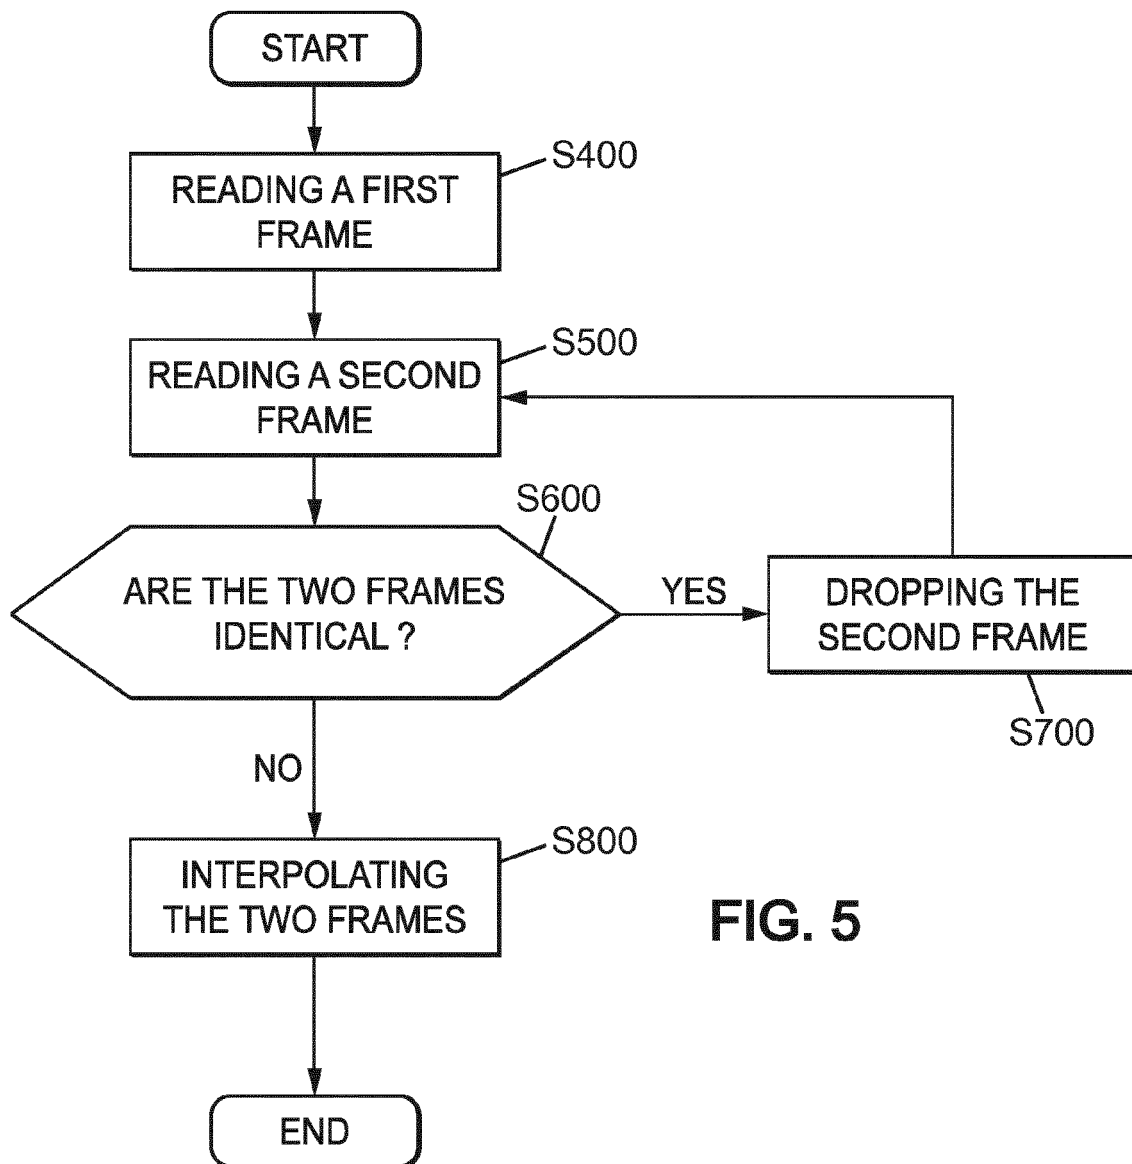 START
S400
READING A FIRST
FRAME
S500
READING A SECOND
FRAME
S600
ARE THE TWO FRAMES
IDENTICAL ?
YES
DROPPING THE
SECOND FRAME
S700
NO
S800
INTERPOLATING
THE TWO FRAMES
FIG. 5
END